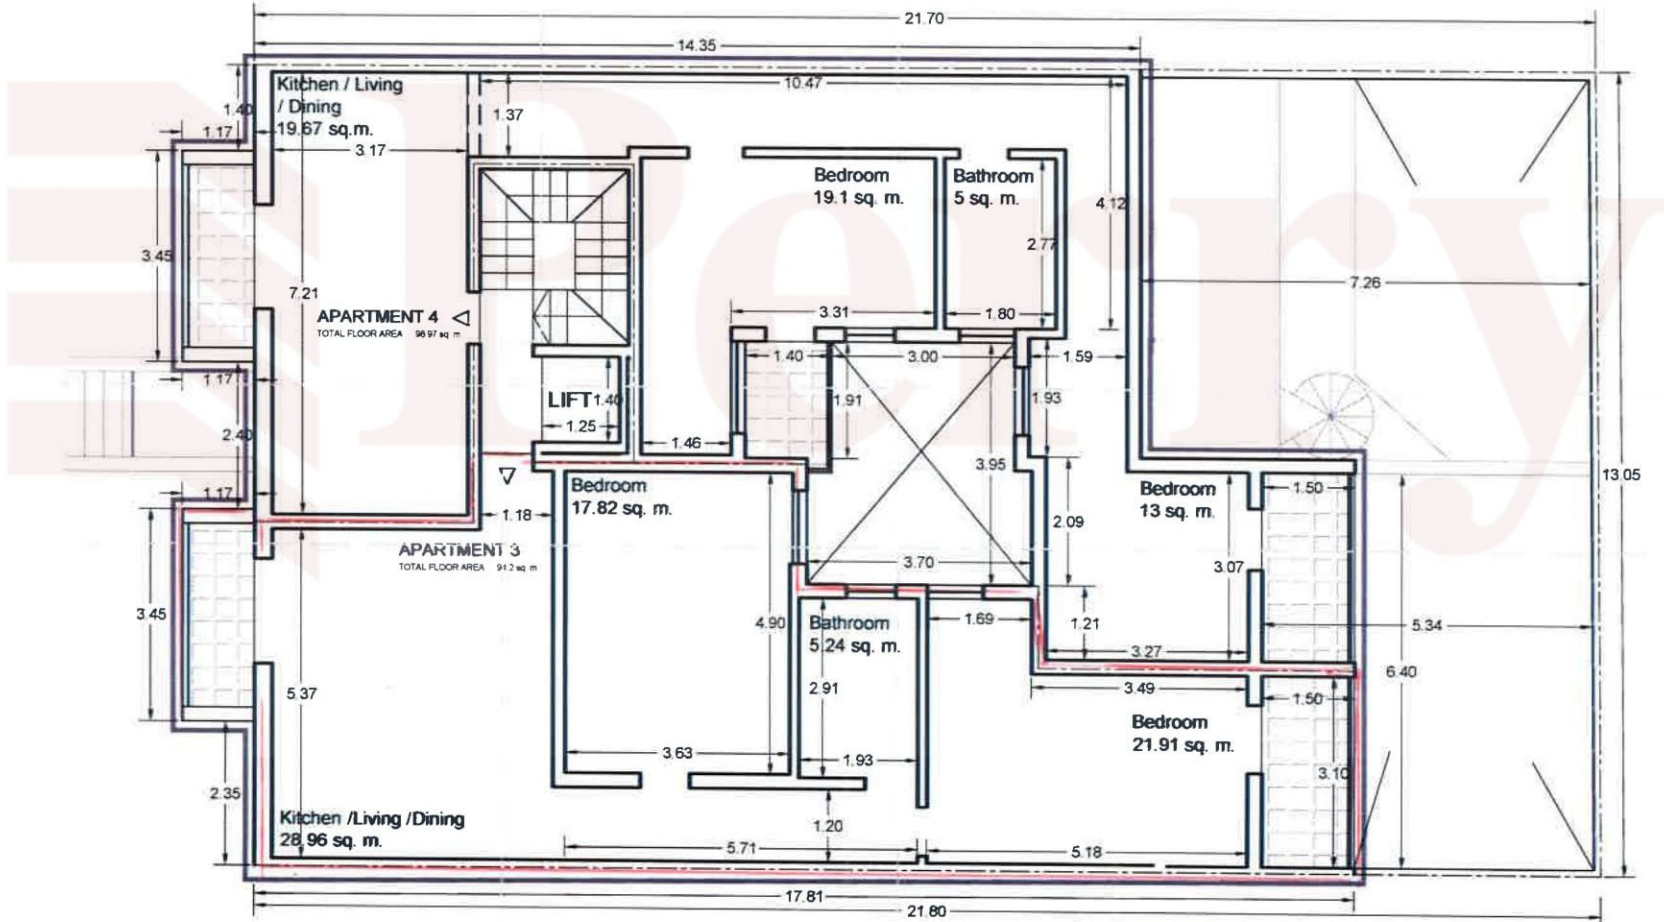 21.70
14.35
Kitchen / Living
/ Dining
19.67 sq.m.
10.47
1.40
1.37
1.17
3.17
Bedroom
19.1 sq. m.
Bathroom
5 sq. m.
4.12
2.77
3.45
7.21
7.26
APARTMENT 4
TOTAL FLOOR AREA 98.97 sq m
3.31
1.80
1.17
1.40
3.00
1.59
LIFT
1.40
1.25
1.91
1.93
2.40
1.46
3.95
13.05
1.17
Bedroom
17.82 sq. m.
Bedroom
13 sq. m.
1.50
1.18
2.09
APARTMENT 3
TOTAL FLOOR AREA 91.2 sq m
3.70
3.07
3.45
4.90
Bathroom
5.24 sq. m.
1.69
1.21
5.34
3.27
6.40
5.37
2.91
3.49
1.50
Bedroom
21.91 sq. m.
3.63
1.93
3.10
2.35
Kitchen /Living /Dining
28.96 sq. m.
1.20
5.71
5.18
17.81
21.80
Perry